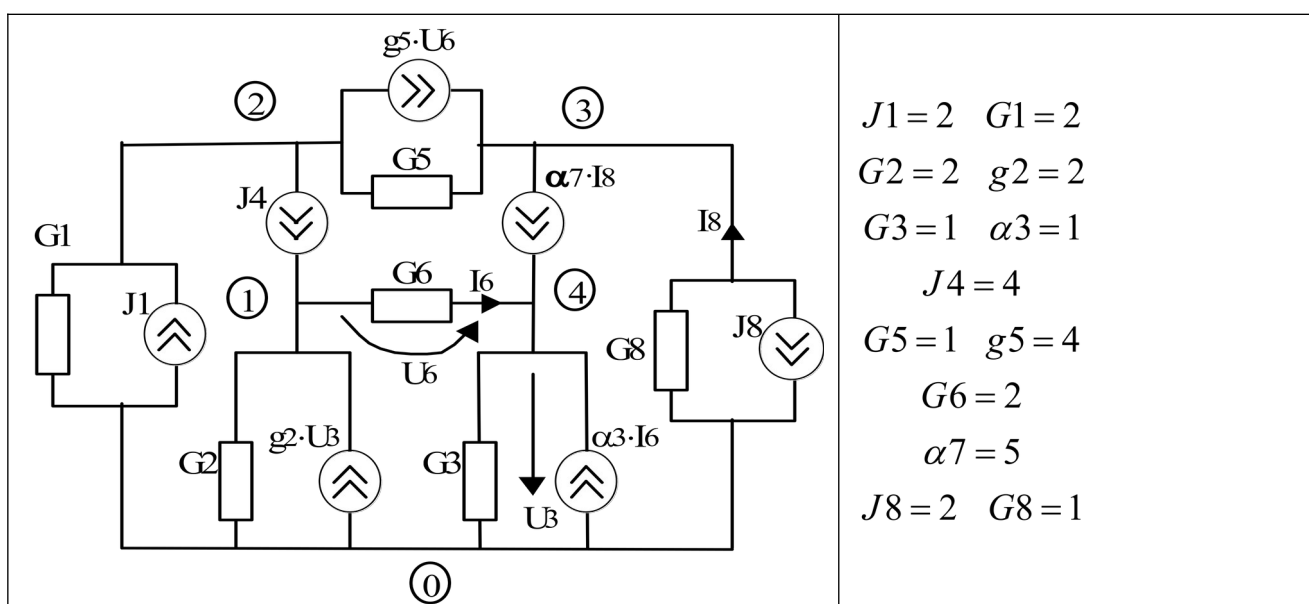 g5·U6
②
③
G5
α7·I8
J4
I8
G1
G6
I6
①
④
J1
J8
G8
U6
g2·U3
α3·I6
G2
G3
U3
⓪
J1 = 2 G1 = 2
G2 = 2 g2 = 2
G3 = 1 α3 = 1
J4 = 4
G5 = 1 g5 = 4
G6 = 2
α7 = 5
J8 = 2 G8 = 1